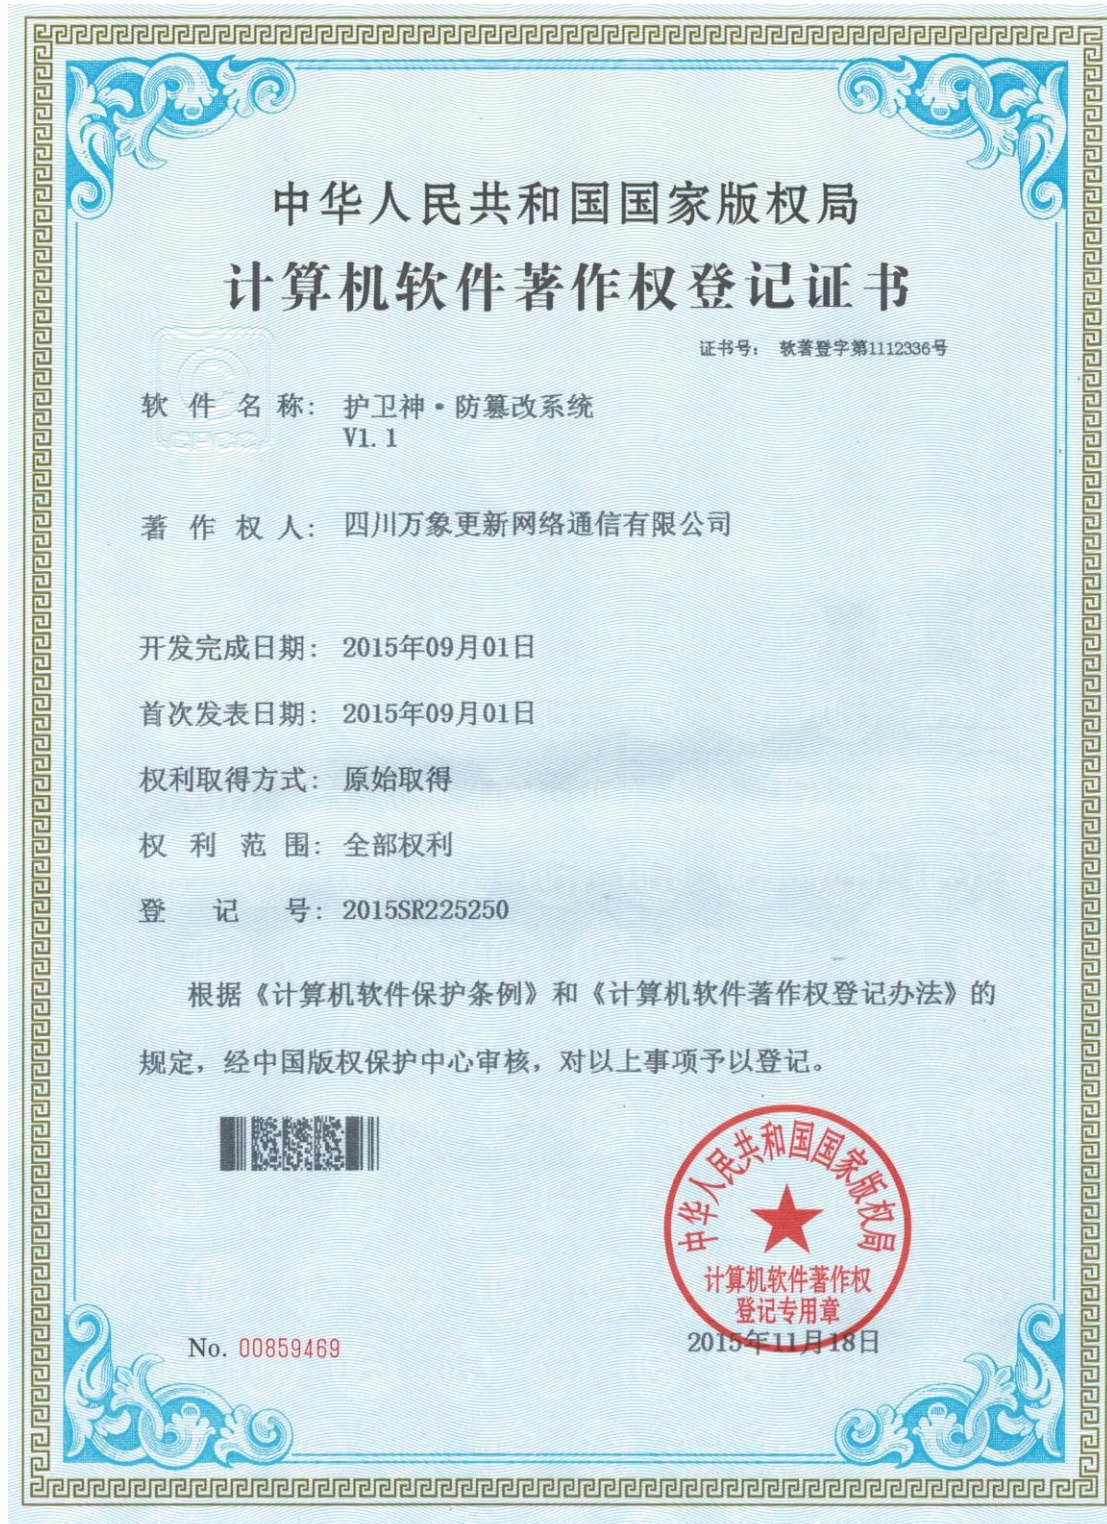 中华人民共和国国家版权局
计算机软件著作权登记证书
证书号： 软著登字第1112336号
软件名称： 护卫神·防篡改系统
V1.1
著作权人： 四川万象更新网络通信有限公司
开发完成日期： 2015年09月01日
首次发表日期： 2015年09月01日
权利取得方式： 原始取得
权利范围： 全部权利
登记号： 2015SR225250
根据《计算机软件保护条例》和《计算机软件著作权登记办法》的
规定，经中国版权保护中心审核，对以上事项予以登记。
中华人民共和国国家版权局
计算机软件著作权
登记专用章
No. 00859469
2015年11月18日